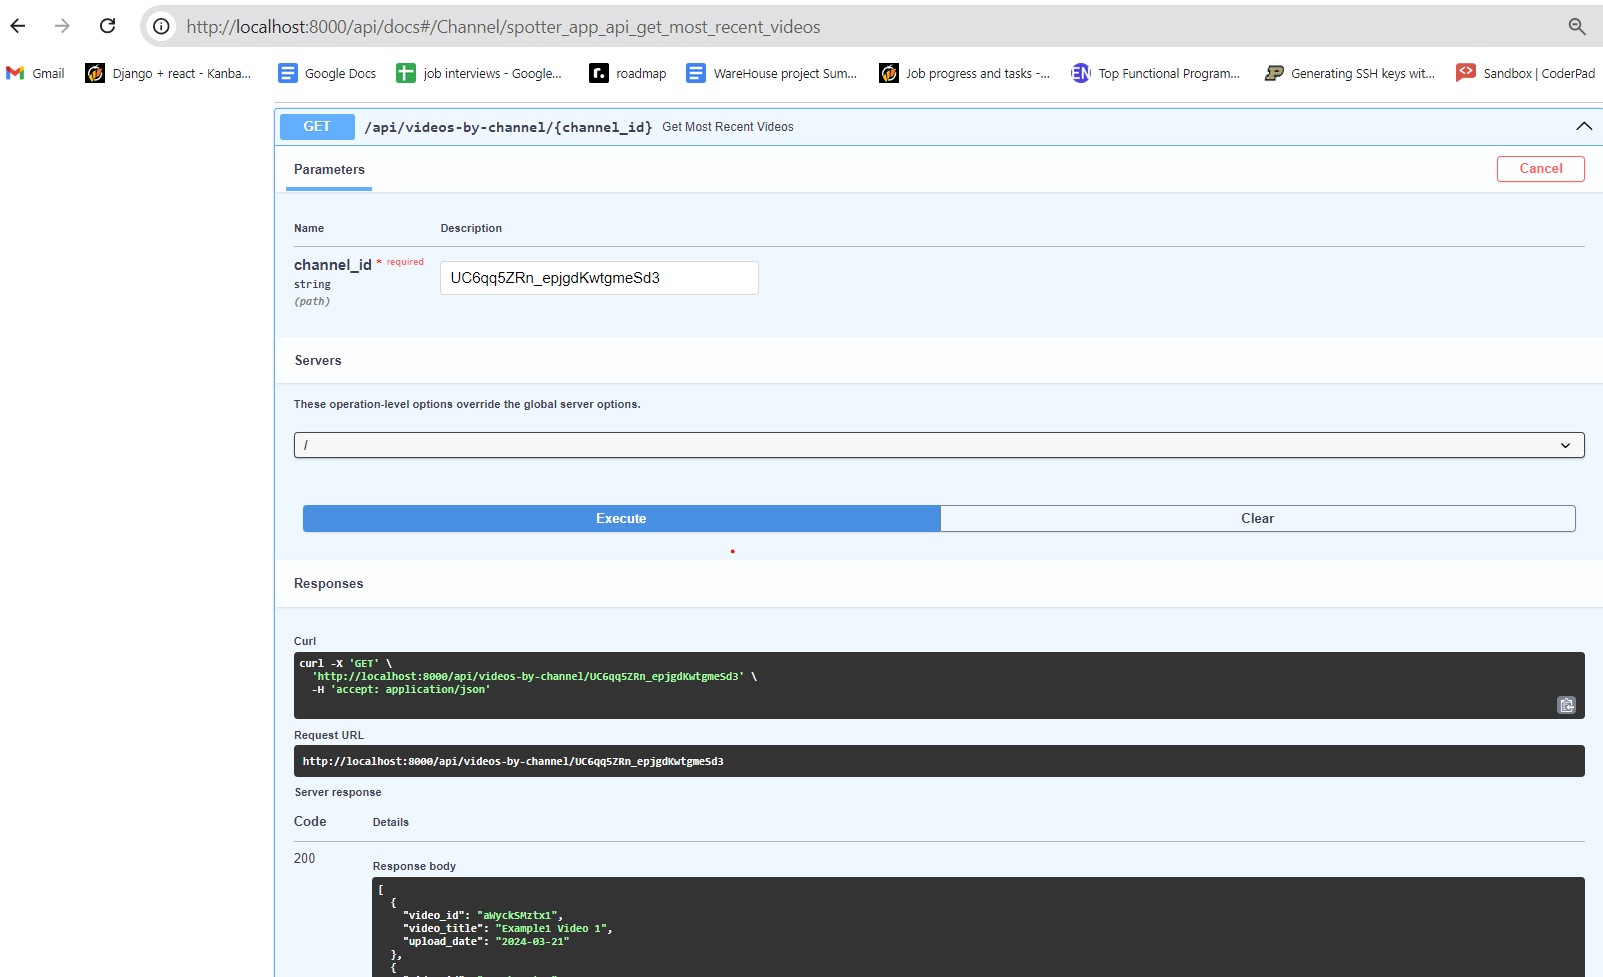 http://localhost:8000/api/docs#/Channel/spotter_app_api_get_most_recent_videos
Gmail Django + react - Kanba... Google Docs job interviews - Google... roadmap WareHouse project Sum... Job progress and tasks -... EN Top Functional Program... Generating SSH keys wit... Sandbox | CoderPad
GET /api/videos-by-channel/{channel_id} Get Most Recent Videos
Parameters Cancel
Name Description
channel_id * required UC6qq5ZRn_epjgdKwtgmeSd3
string
(path)
Servers
These operation-level options override the global server options.
/
Execute Clear
Responses
Curl
curl -X 'GET' \
'http://localhost:8000/api/videos-by-channel/UC6qq5ZRn_epjgdKwtgmeSd3' \
-H 'accept: application/json'
Request URL
http://localhost:8000/api/videos-by-channel/UC6qq5ZRn_epjgdKwtgmeSd3
Server response
Code Details
200
Response body
[
{
"video_id": "aWyckSMztx1",
"video_title": "Example1 Video 1",
"upload_date": "2024-03-21"
},
{